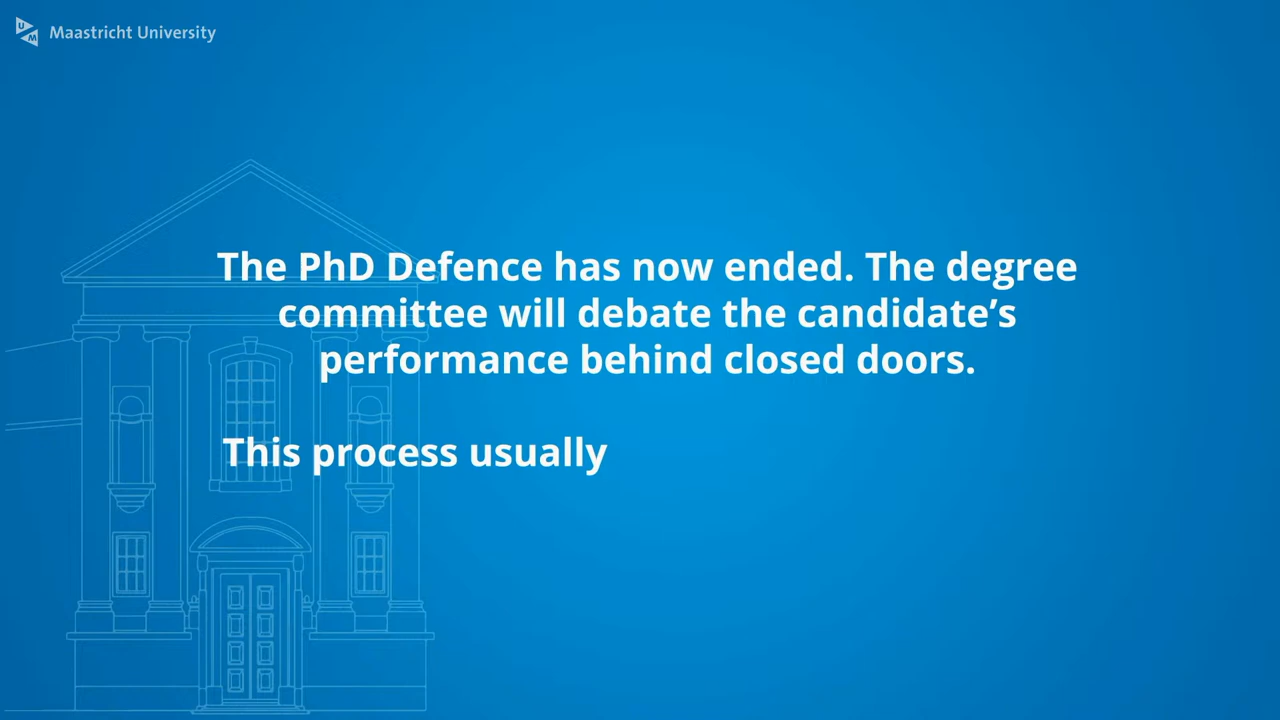 Maastricht University
The PhD Defence has now ended. The degree
committee will debate the candidate’s
performance behind closed doors.
This process usually